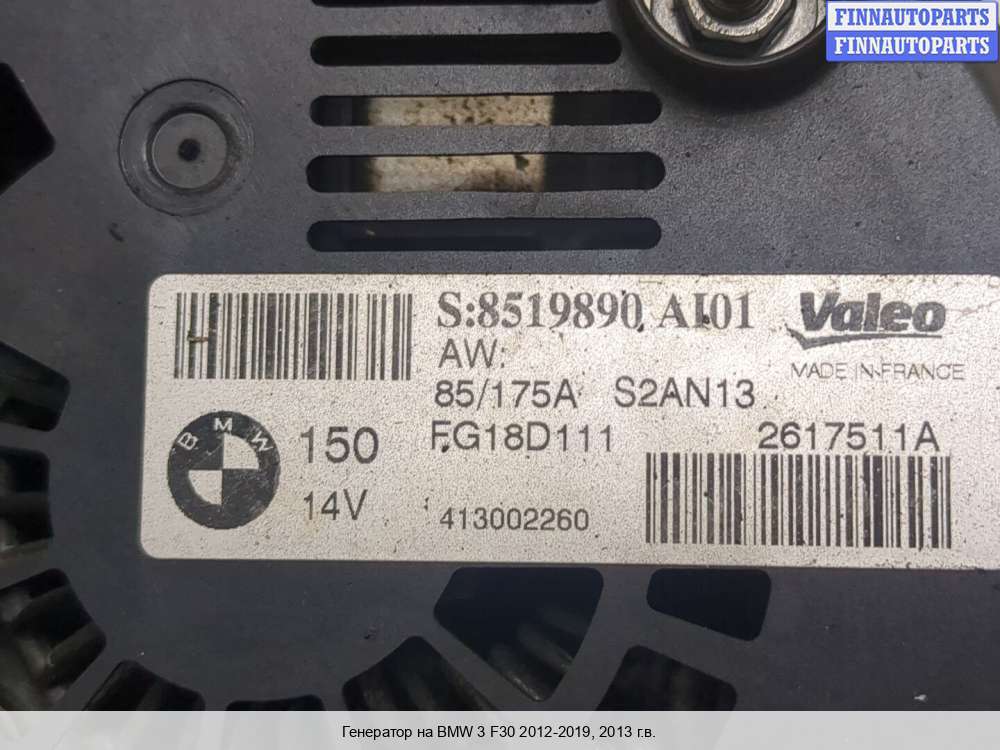 FINNAUTOPARTS
FINNAUTOPARTS
S:8519890 AI01
Valeo
AW:
MADE IN FRANCE
85/175A S2AN13
BMW
150
FG18D111
2617511A
14V
413002260
Генератор на BMW 3 F30 2012-2019, 2013 г.в.